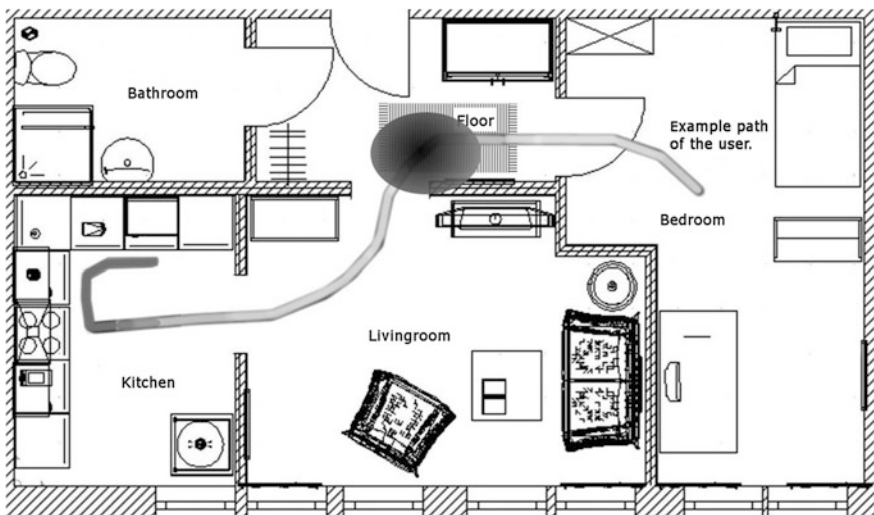 Bathroom
Floor
Example path
of the user.
Bedroom
Livingroom
Kitchen